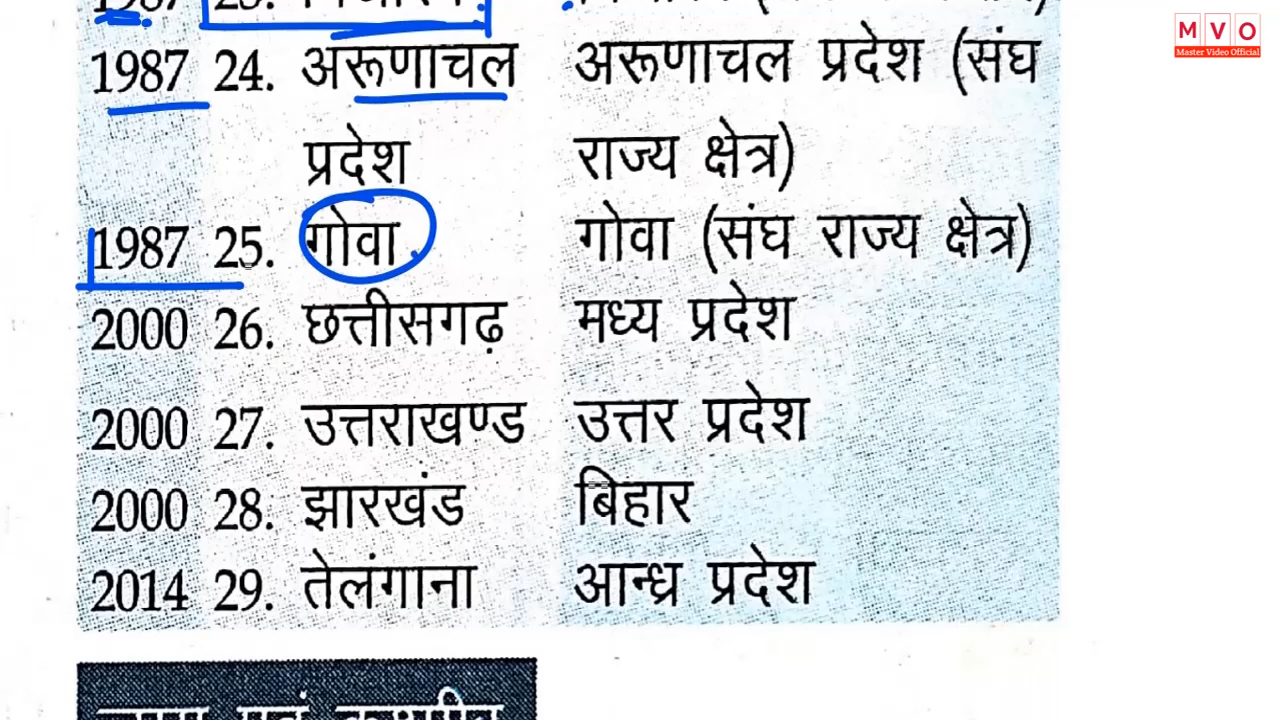 M V O
Master Video Official
1987 24. अरूणाचल अरूणाचल प्रदेश (संघ
प्रदेश राज्य क्षेत्र)
1987 25. गोवा गोवा (संघ राज्य क्षेत्र)
2000 26. छत्तीसगढ़ मध्य प्रदेश
2000 27. उत्तराखण्ड उत्तर प्रदेश
2000 28. झारखंड बिहार
2014 29. तेलंगाना आन्ध्र प्रदेश